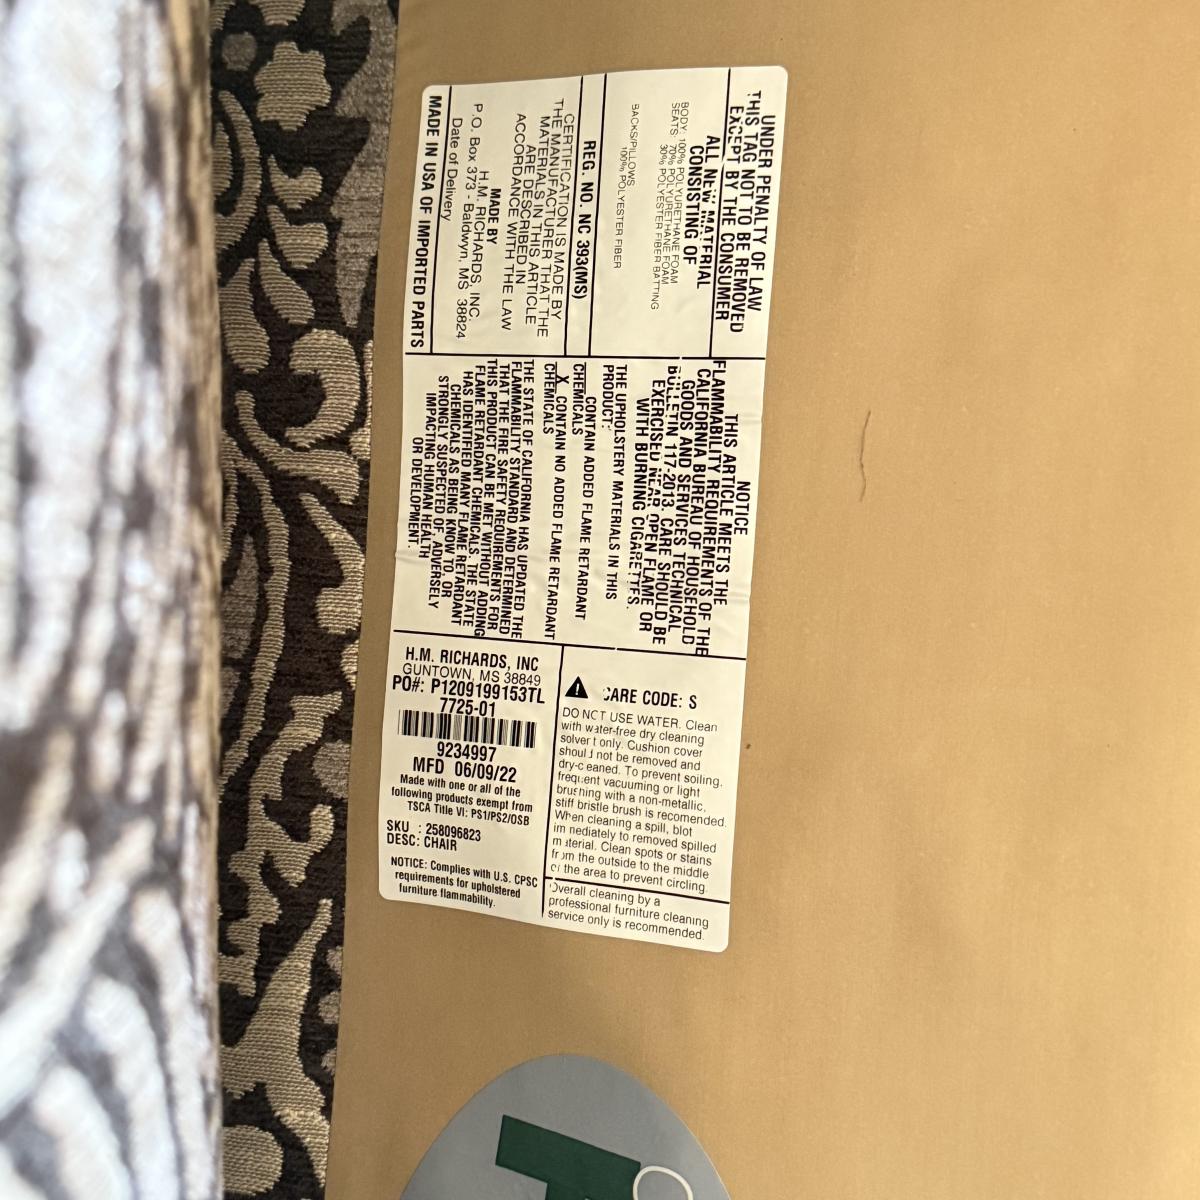 UNDER PENALTY OF LAW
THIS TAG NOT TO BE REMOVED
EXCEPT BY THE CONSUMER
ALL NEW MATERIAL
CONSISTING OF
BODY: 100% POLYURETHANE FOAM
SEATS: 70% POLYURETHANE FOAM
30% POLYESTER FIBER BATTING
BACKS/PILLOWS
100% POLYESTER FIBER
REG. NO. NC 393(MS)
CERTIFICATION IS MADE BY
THE MANUFACTURIER THAT THE
MATERIALS IN THIS ARTICLE
ARE DESCRIBED IN
ACCORDANCE WITH THE LAW
MADE BY
H.M. RICHARDS, INC.
P.O. Box 373 - Baldwyn, MS 38824
Date of Delivery
MADE IN USA OF IMPORTED PARTS
NOTICE
THIS ARTICLE MEETS THE
FLAMMABILITY REQUIREMENTS OF THE
CALIFORNIA BUREAU OF HOUSEHOLD
GOODS AND SERVICES TECHNICAL
BULLETIN 117-2013. CARE SHOULD BE
EXERCISED NEAR OPEN FLAME OR
WITH BURNING CIGARETTES.
THE UPHOLSTERY MATERIALS IN THIS
PRODUCT:
CONTAIN ADDED FLAME RETARDANT
CHEMICALS
X CONTAIN NO ADDED FLAME RETARDANT
CHEMICALS
THE STATE OF CALIFORNIA HAS UPDATED THE
FLAMMABILITY STANDARD AND DETERMINED
THAT THE FIRE SAFETY REQUIREMENTS FOR
THIS PRODUCT CAN BE MET WITHOUT ADDING
FLAME RETARDANT CHEMICALS. THE STATE
HAS IDENTIFIED MANY FLAME RETARDANT
CHEMICALS AS BEING KNOW TO, OR
STRONGLY SUSPECTED OF, ADVERSELY
IMPACTING HUMAN HEALTH
OR DEVELOPMENT.
H.M. RICHARDS, INC
GUNTOWN, MS 38849
PO#: P1209199153TL
7725-01
9234997
MFD 06/09/22
Made with one or all of the
following products exempt from
TSCA Title VI: PS1/PS2/OSB
SKU : 258096823
DESC: CHAIR
NOTICE: Complies with U.S. CPSC
requirements for upholstered
furniture flammability.
CARE CODE: S
DO NOT USE WATER. Clean
with water-free dry cleaning
solvert only. Cushion cover
should not be removed and
dry-cleaned. To prevent soiling,
frequent vacuuming or light
brushing with a non-metallic,
stiff bristle brush is recomended.
When cleaning a spill, blot
immediately to removed spilled
material. Clean spots or stains
from the outside to the middle
of the area to prevent circling.
Overall cleaning by a
professional furniture cleaning
service only is recommended.